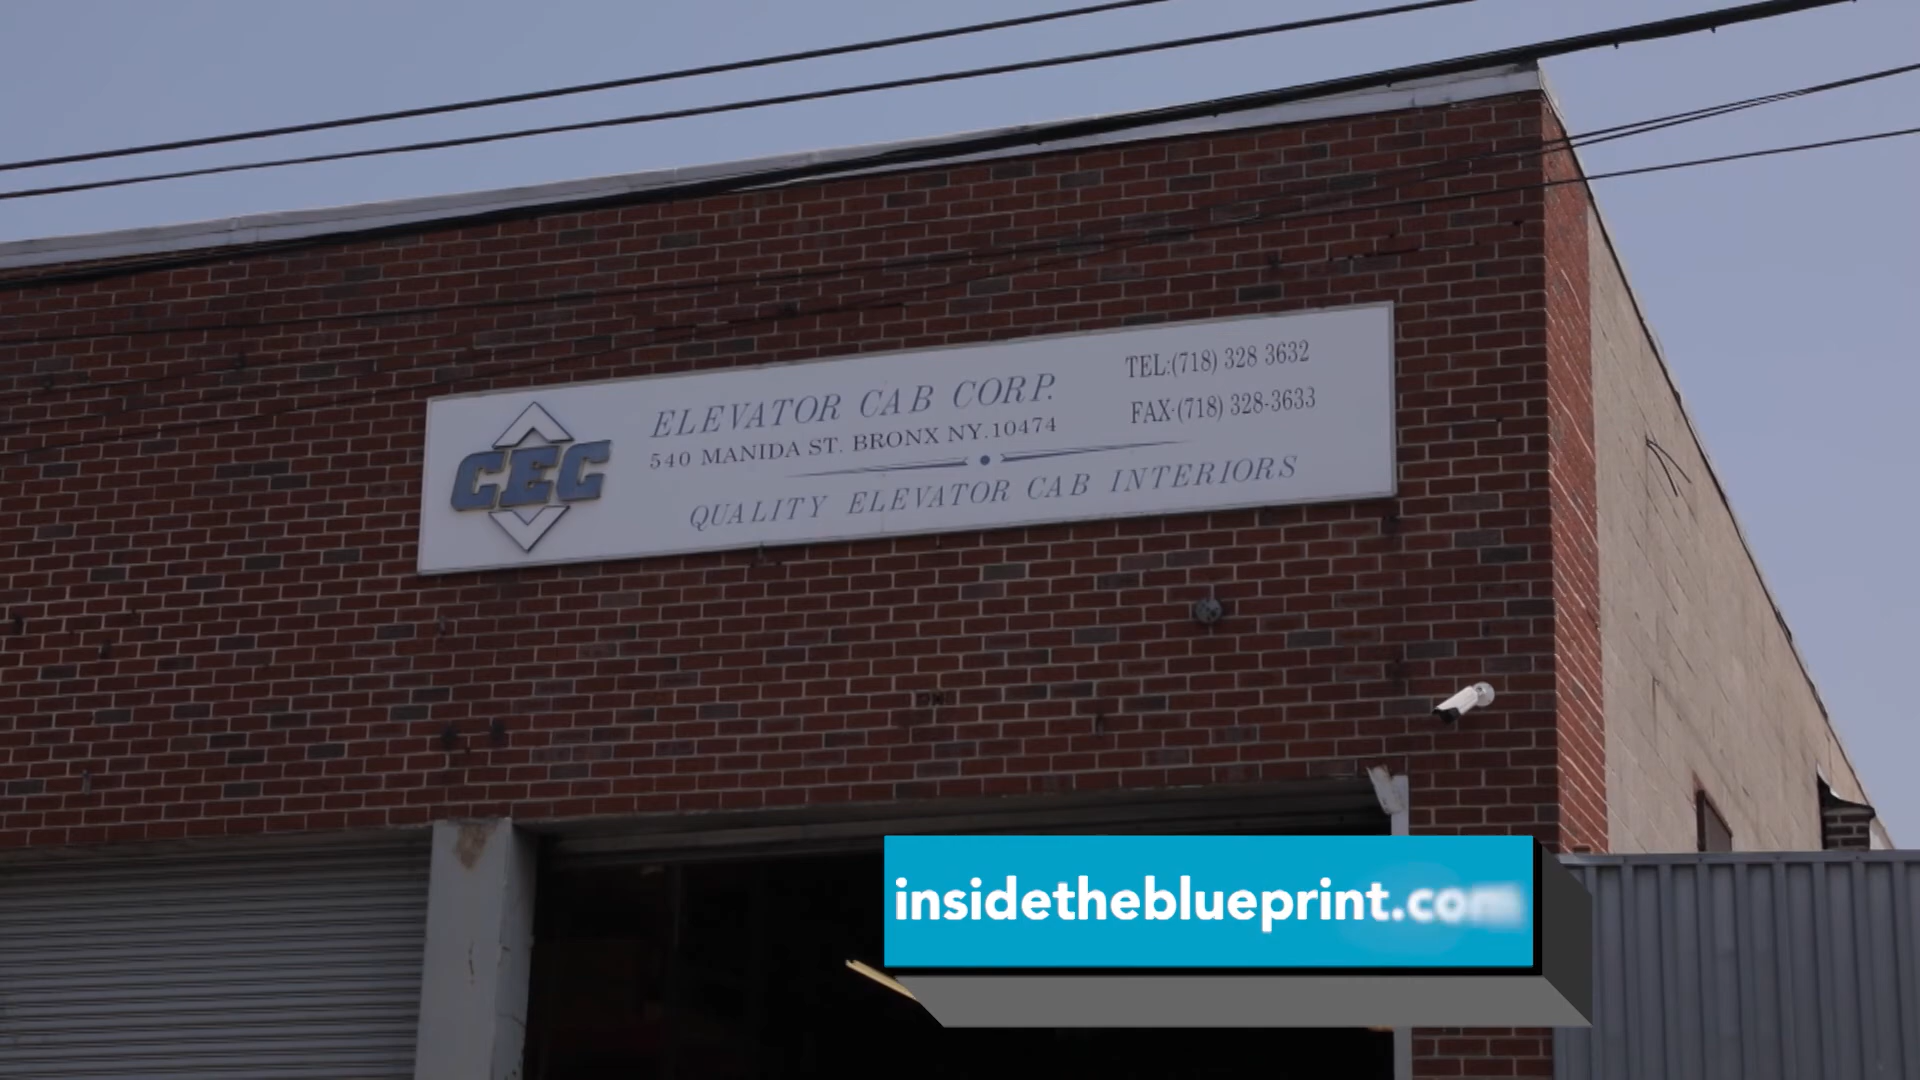 CEC
ELEVATOR CAB CORP.
540 MANIDA ST. BRONX NY.10474
TEL:(718) 328 3632
FAX:(718) 328-3633
QUALITY ELEVATOR CAB INTERIORS
insidetheblueprint.com